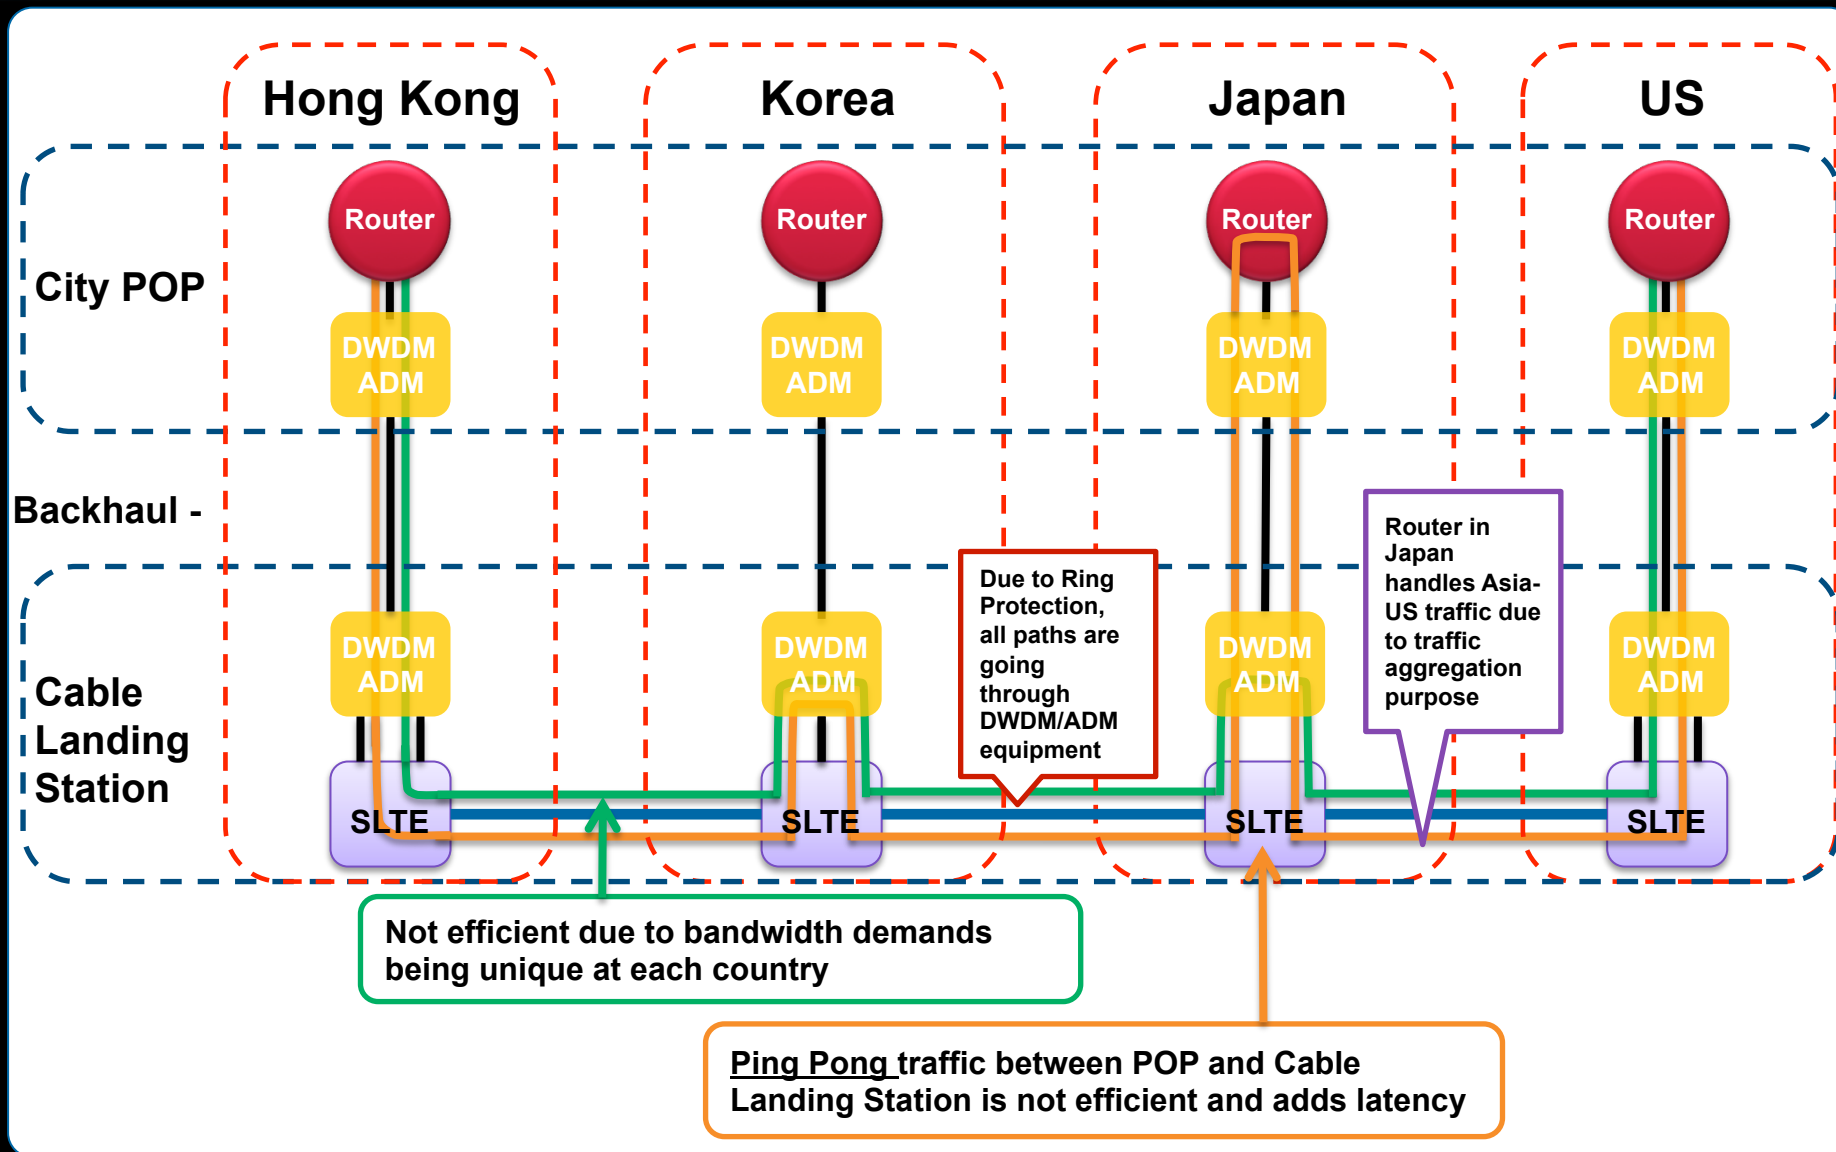 Hong Kong
Korea
Japan
US
City POP
Router
Router
Router
Router
DWDM
ADM
DWDM
ADM
DWDM
ADM
DWDM
ADM
Backhaul -
Cable
Landing
Station
DWDM
ADM
DWDM
ADM
DWDM
ADM
DWDM
ADM
SLTE
SLTE
SLTE
SLTE
Due to Ring
Protection,
all paths are
going
through
DWDM/ADM
equipment
Router in
Japan
handles Asia-
US traffic due
to traffic
aggregation
purpose
Not efficient due to bandwidth demands
being unique at each country
Ping Pong traffic between POP and Cable
Landing Station is not efficient and adds latency